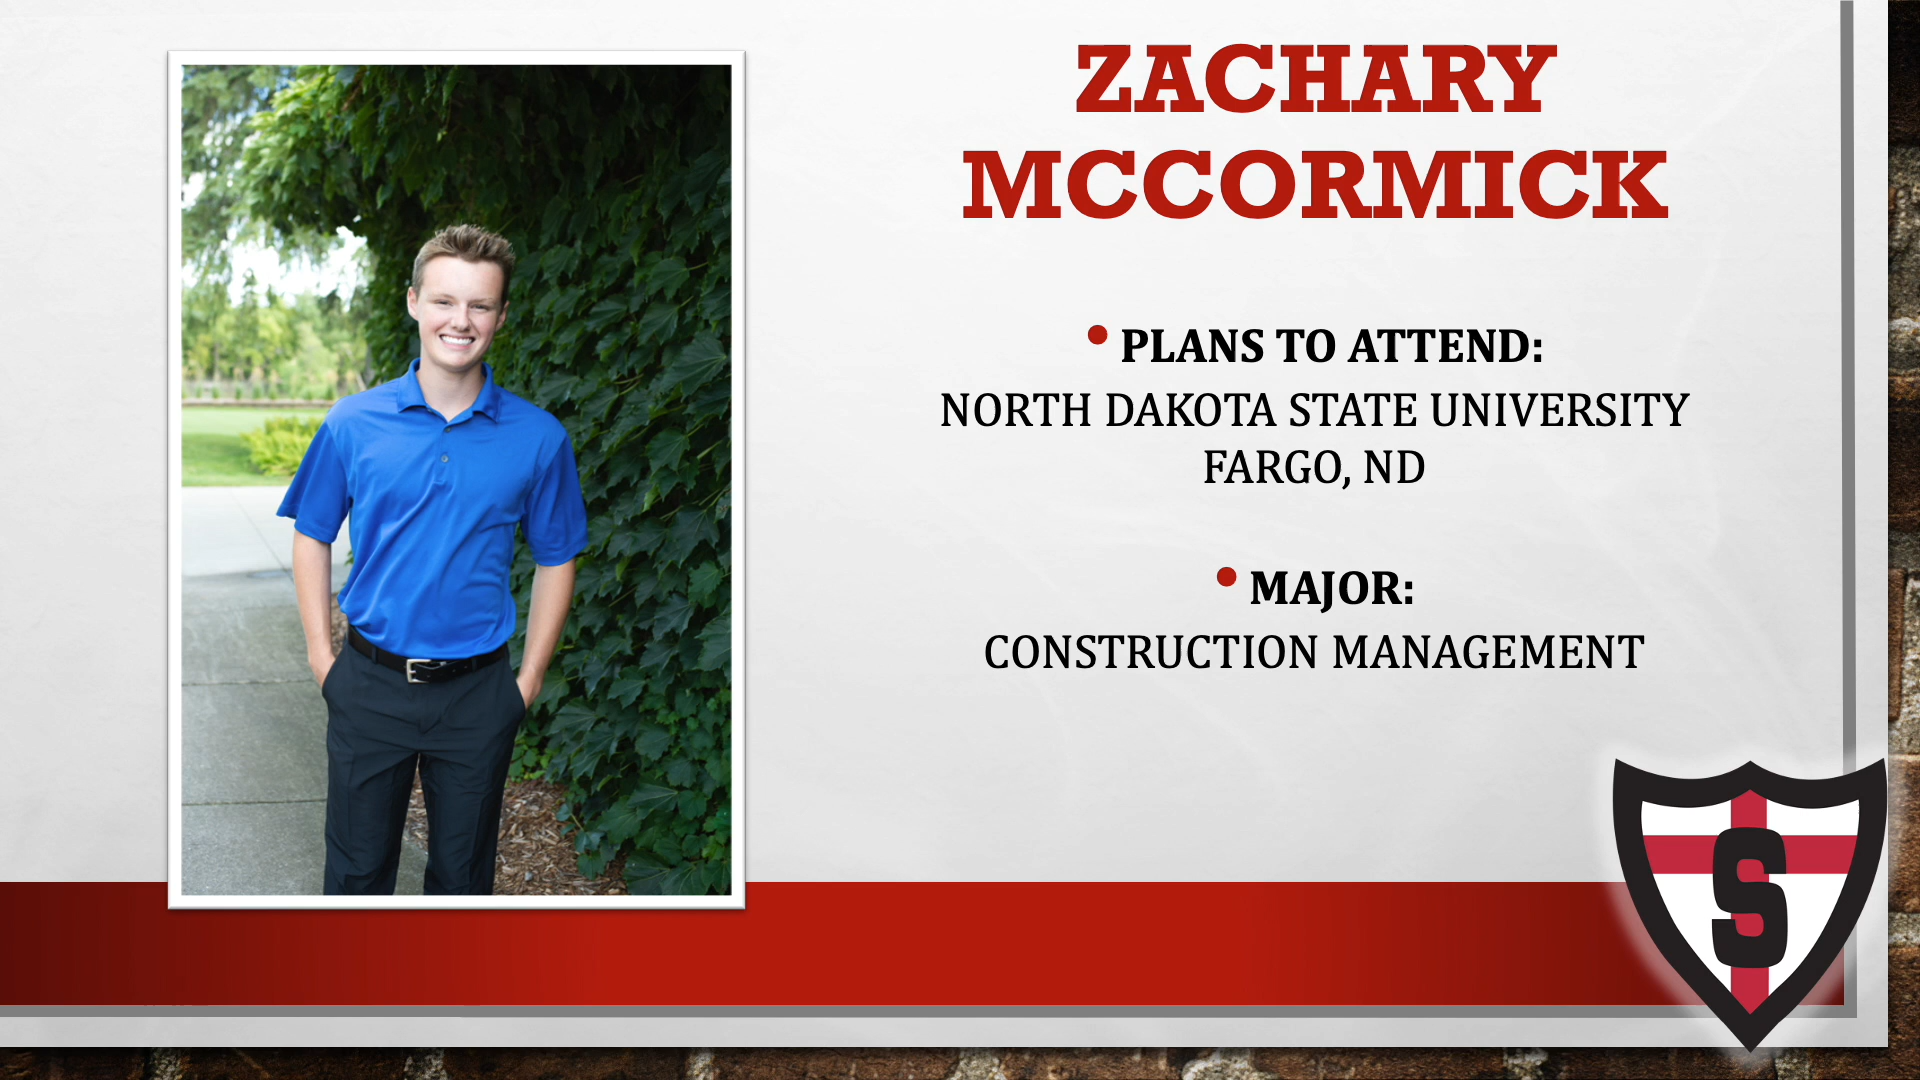 ZACHARY
MCCORMICK
• PLANS TO ATTEND:
NORTH DAKOTA STATE UNIVERSITY
FARGO, ND
• MAJOR:
CONSTRUCTION MANAGEMENT
S